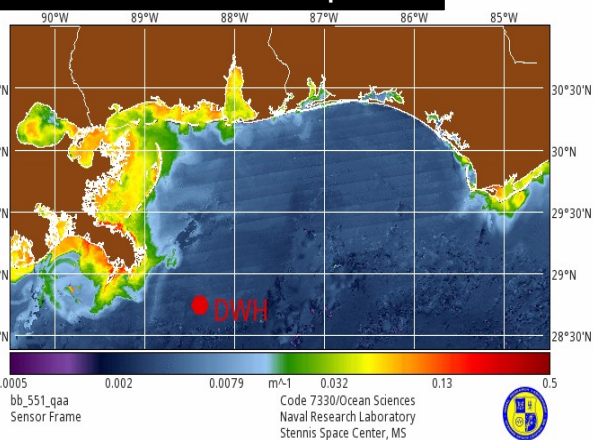 90°W 89°W 88°W 87°W 86°W 85°W
30°N
30°N
29°30'N
29°N
29°N
DWH
28°30'N
.0005 0.002 0.0079 m^-1 0.032 0.13 0.5
bb_551_qaa Code 7330/Ocean Sciences
Sensor Frame Naval Research Laboratory
Stennis Space Center, MS